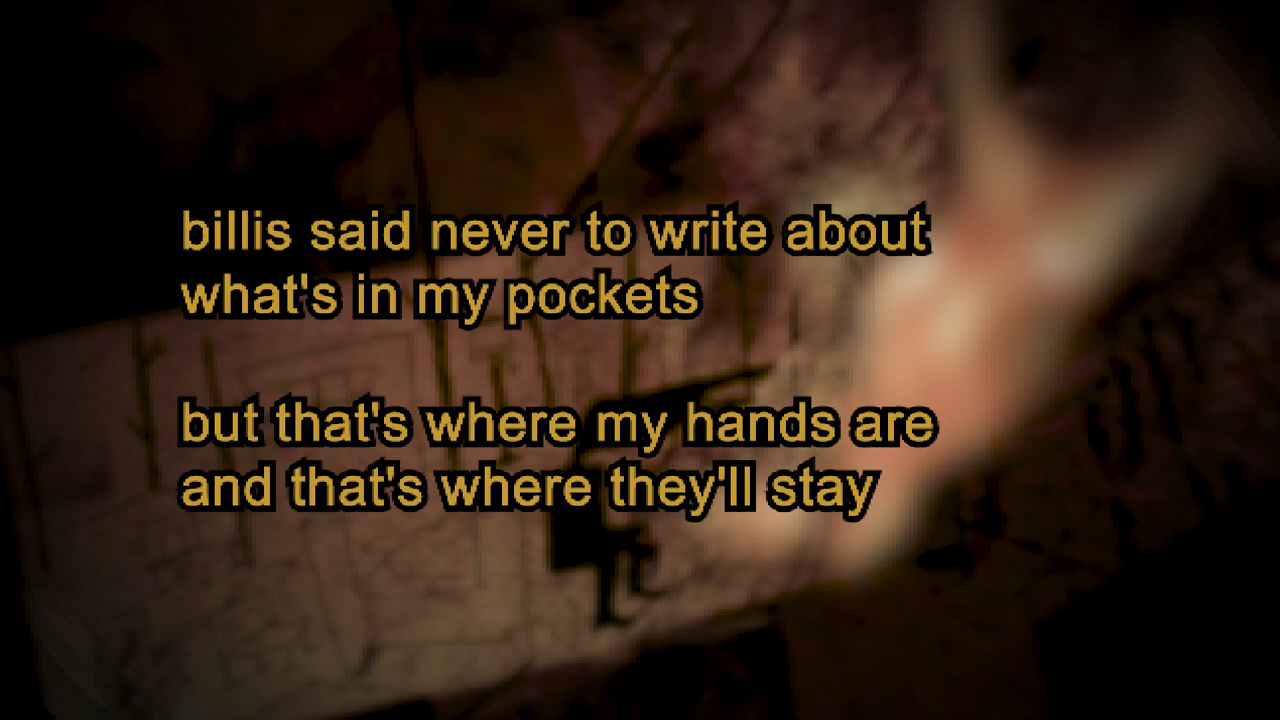 billis said never to write about
what's in my pockets
but that's where my hands are
and that's where they'll stay